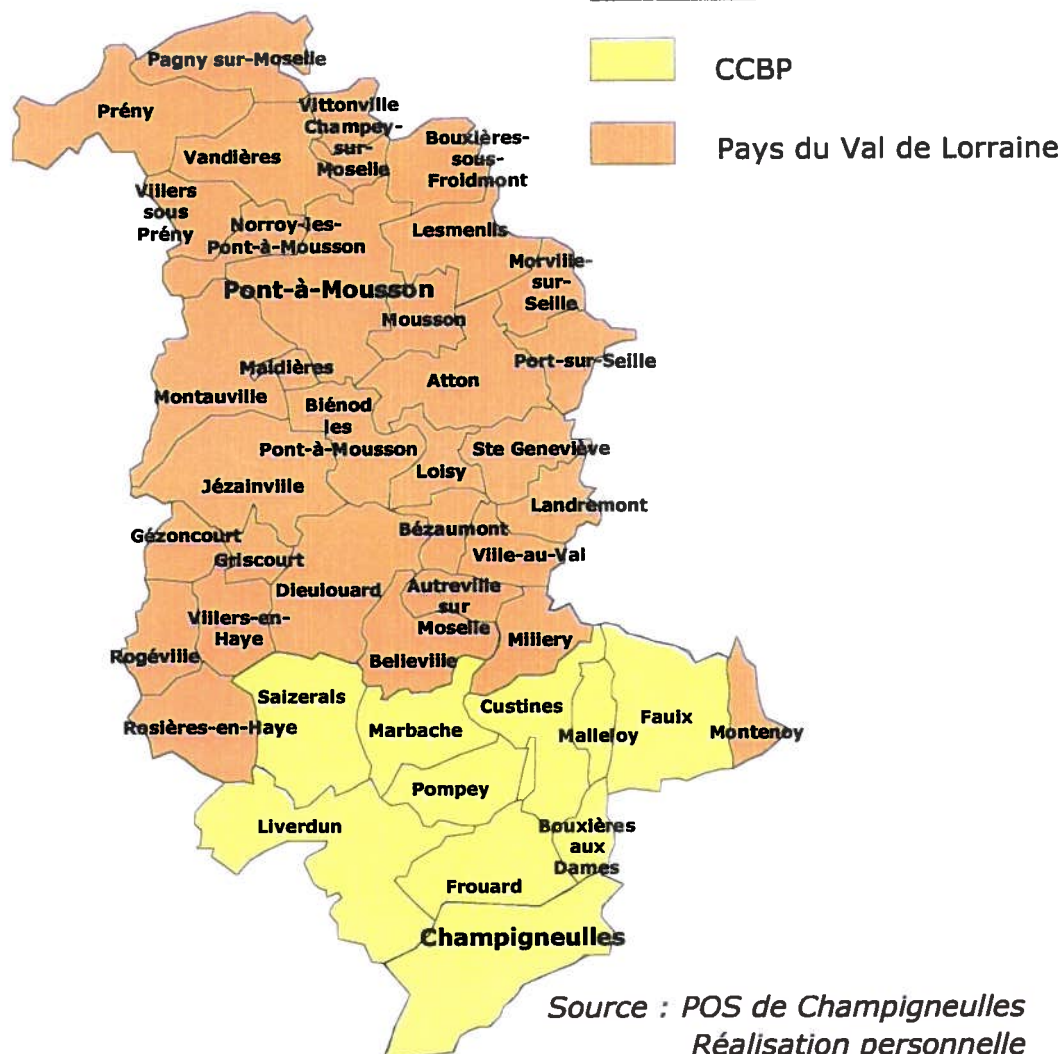 CCBP
Pays du Val de Lorraine
Pagny sur-Moselle
Prény
Vittonville
Champey-
sur-
Moselle
Bouxières-
sous-
Froidmont
Vandières
Villers
sous
Prény
Norroy-les-
Pont-à-Mousson
Lesmenils
Morville-
sur-
Seille
Pont-à-Mousson
Mousson
Port-sur-Seille
Maidières
Atton
Montauville
Biénod
les
Pont-à-Mousson
Ste Geneviève
Loisy
Jézainville
Landremont
Gézoncourt
Bézaumont
Griscourt
Ville-au-Val
Dieulouard
Autreville
sur
Moselle
Villers-en-
Haye
Millery
Rogéville
Belleville
Saizerais
Custines
Fauix
Rosières-en-Haye
Marbache
Malleloy
Montenoy
Pompey
Liverdun
Bouxières
aux
Dames
Frouard
Champigneulles
Source : POS de Champigneulles
Réalisation personnelle